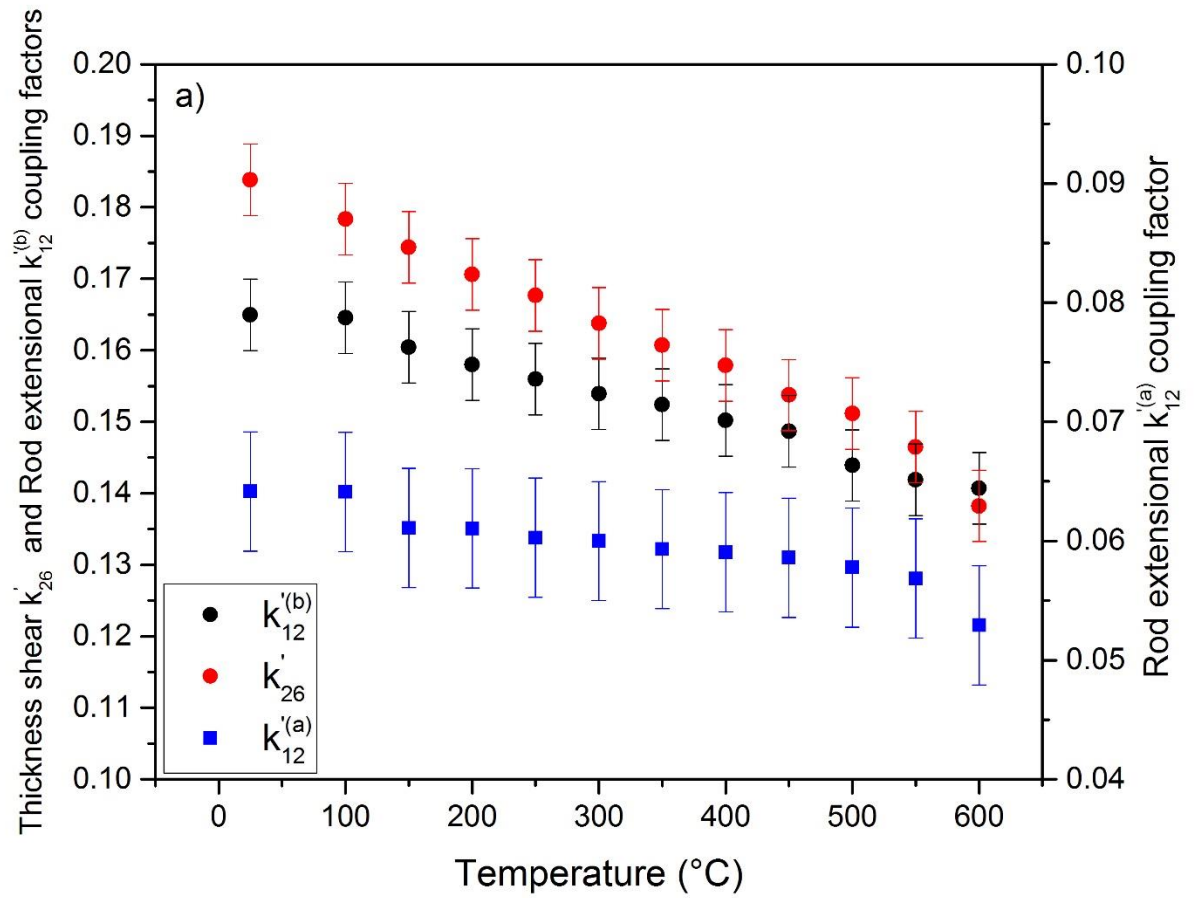 a)
Thickness shear k'26 and Rod extensional k'(b)12 coupling factors
0.20
0.19
0.18
0.17
0.16
0.15
0.14
0.13
0.12
0.11
0.10
k'(b)12
k'26
k'(a)12
0.10
0.09
0.08
0.07
0.06
0.05
0.04
Rod extensional k'(a)12 coupling factor
0 100 200 300 400 500 600
Temperature (°C)